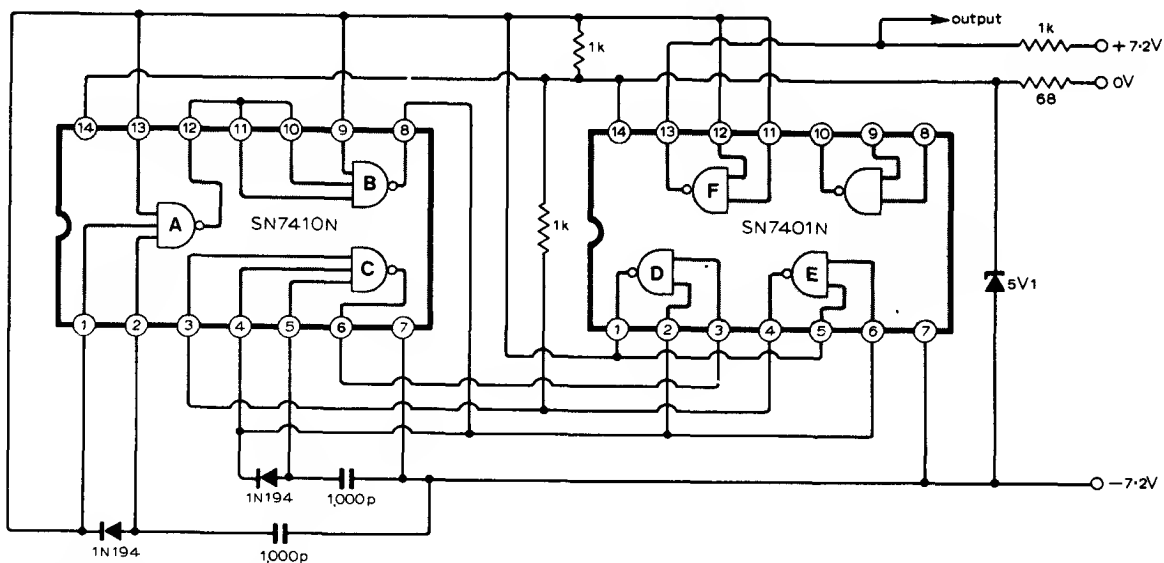 output
1k
+7·2V
1k
0V
68
14 13 12 11 10 9 8
14 13 12 11 10 9 8
B
A
SN7410N
F
SN7401N
1k
C
D
E
5V1
1 2 3 4 5 6 7
1 2 3 4 5 6 7
1N194
1,000p
-7·2V
1N194
1,000p